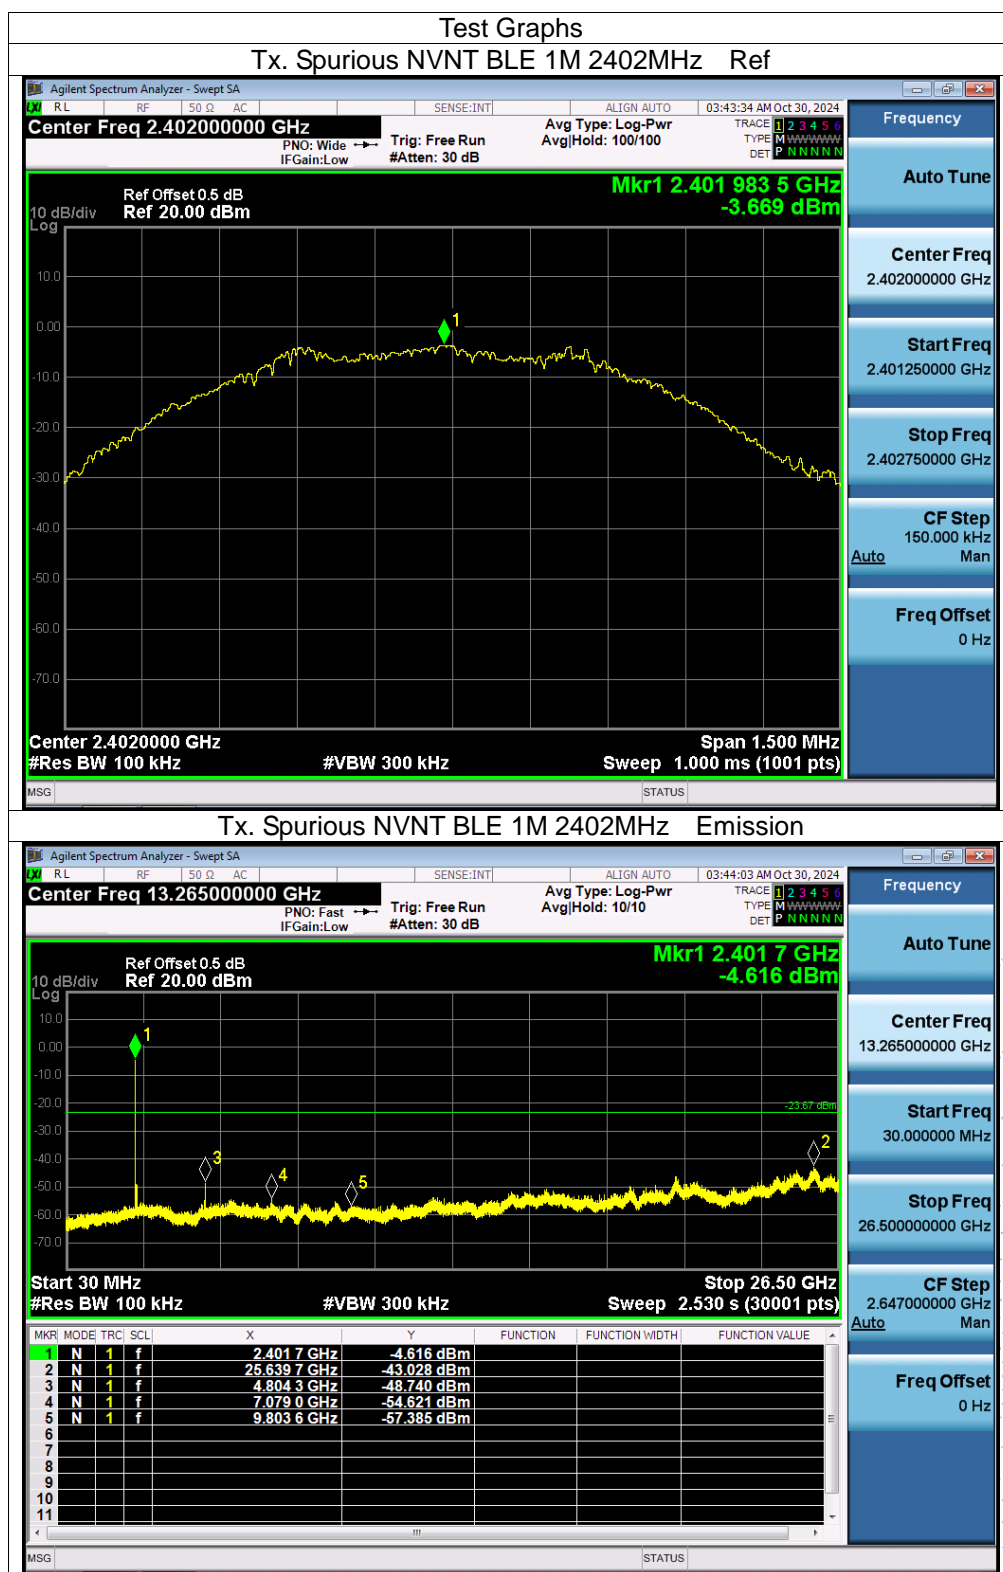 Test Graphs
Tx. Spurious NVNT BLE 1M 2402MHz Ref
Agilent Spectrum Analyzer - Swept SA
LXI RL RF 50 Ω AC SENSE:INT ALIGN AUTO 03:43:34 AM Oct 30, 2024
Center Freq 2.402000000 GHz
PNO: Wide
IFGain:Low
Trig: Free Run
#Atten: 30 dB
Avg Type: Log-Pwr
Avg|Hold: 100/100
TRACE 1 2 3 4 5 6
TYPE M W W W W W
DET P N N N N N
Frequency
Auto Tune
Center Freq
2.402000000 GHz
Start Freq
2.401250000 GHz
Stop Freq
2.402750000 GHz
CF Step
150.000 kHz
Auto Man
Freq Offset
0 Hz
Mkr1 2.401 983 5 GHz
-3.669 dBm
Ref Offset 0.5 dB
10 dB/div Ref 20.00 dBm
Log
10.0
0.00
-10.0
-20.0
-30.0
-40.0
-50.0
-60.0
-70.0
1
Center 2.4020000 GHz Span 1.500 MHz
#Res BW 100 kHz #VBW 300 kHz Sweep 1.000 ms (1001 pts)
MSG STATUS
Tx. Spurious NVNT BLE 1M 2402MHz Emission
Agilent Spectrum Analyzer - Swept SA
LXI RL RF 50 Ω AC SENSE:INT ALIGN AUTO 03:44:03 AM Oct 30, 2024
Center Freq 13.265000000 GHz
PNO: Fast
IFGain:Low
Trig: Free Run
#Atten: 30 dB
Avg Type: Log-Pwr
Avg|Hold: 10/10
TRACE 1 2 3 4 5 6
TYPE M W W W W W
DET P N N N N N
Frequency
Auto Tune
Center Freq
13.265000000 GHz
Start Freq
30.000000 MHz
Stop Freq
26.500000000 GHz
CF Step
2.647000000 GHz
Auto Man
Freq Offset
0 Hz
Mkr1 2.401 7 GHz
-4.616 dBm
Ref Offset 0.5 dB
10 dB/div Ref 20.00 dBm
Log
10.0
0.00
-10.0
-20.0
-30.0
-40.0
-50.0
-60.0
-70.0
1
-23.67 dBm
2
3
4
5
Start 30 MHz Stop 26.50 GHz
#Res BW 100 kHz #VBW 300 kHz Sweep 2.530 s (30001 pts)
MKR MODE TRC SCL X Y FUNCTION FUNCTION WIDTH FUNCTION VALUE
1 N 1 f 2.401 7 GHz -4.616 dBm
2 N 1 f 25.639 7 GHz -43.028 dBm
3 N 1 f 4.804 3 GHz -48.740 dBm
4 N 1 f 7.079 0 GHz -54.621 dBm
5 N 1 f 9.803 6 GHz -57.385 dBm
6
7
8
9
10
11
MSG STATUS